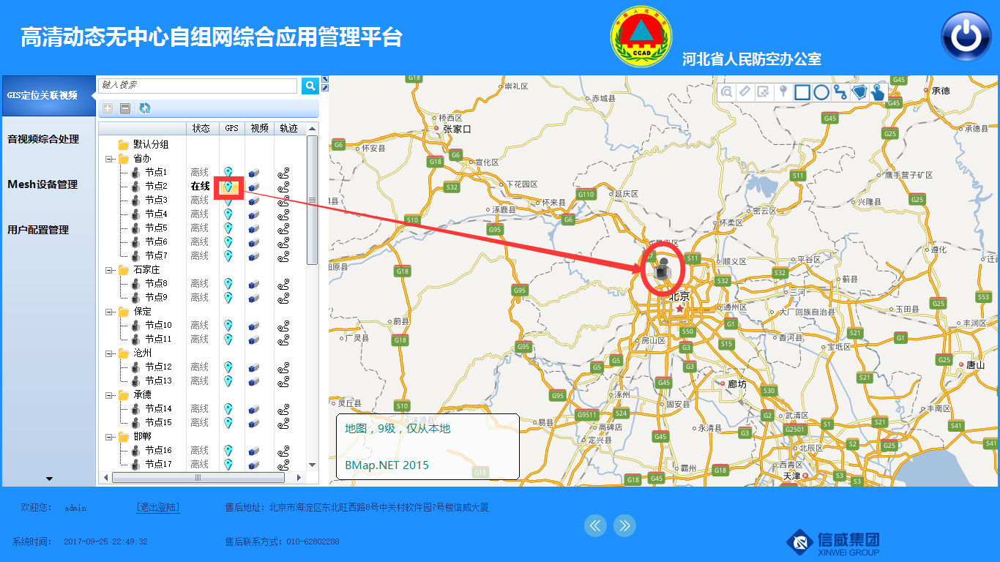 高清动态无中心自组网综合应用管理平台
中国人民防空
CCAD
河北省人民防空办公室
GIS定位关联视频
音视频综合处理
Mesh设备管理
用户配置管理
键入搜索
状态 GPS 视频 轨迹
默认分组
省办
节点1 离线
节点2 在线
节点3 离线
节点4 离线
节点5 离线
节点6 离线
节点7 离线
石家庄
节点8 离线
节点9 离线
保定
节点10 离线
节点11 离线
沧州
节点12 离线
节点13 离线
承德
节点14 离线
节点15 离线
邯郸
节点16 离线
节点17 离线
G18
崇礼区
赤城县
G45
承德
G45
桥西区
张家口
G45
承德县
G25
G6
怀安县
G6
G18
宣化区
S32
下花园区
G110
延庆区
S11
鹰手营子矿区
怀来县
兴隆县
G25
涿鹿县
密云区
S10
G6
怀柔区
G95
遵化
S11
顺义区
平谷区
G18
S32
S32
蓟县
G95
三河
S53
北京
通州区
大厂回族自治县
玉田县
G25
蔚县
G1
丰润区
S50
S21
广灵县
G18
房山区
香河县
G1
G95
G3
S15
宝坻区
G5
G5
G3
G25
唐山
S21
G45
廊坊
S30
G95
涿州
灵丘县
S10
固安县
丰南区
G9511
S24
G2
武清区
易县
高碑店
永清县
G2501
S1
S21
S41
定兴县
G45
G3
北辰区
S2
G25
S41
霸州
G18
西青区
天津
S3
G18
G45
S3
地图，9级，仅从本地
BMap.NET 2015
G18
欢迎您： admin
[退出登陆]
售后地址：北京市海淀区东北旺西路8号中关村软件园7号楼信威大厦
系统时间： 2017-09-25 22:49:32
售后联系方式：010-62802288
信威集团
XINWEI GROUP